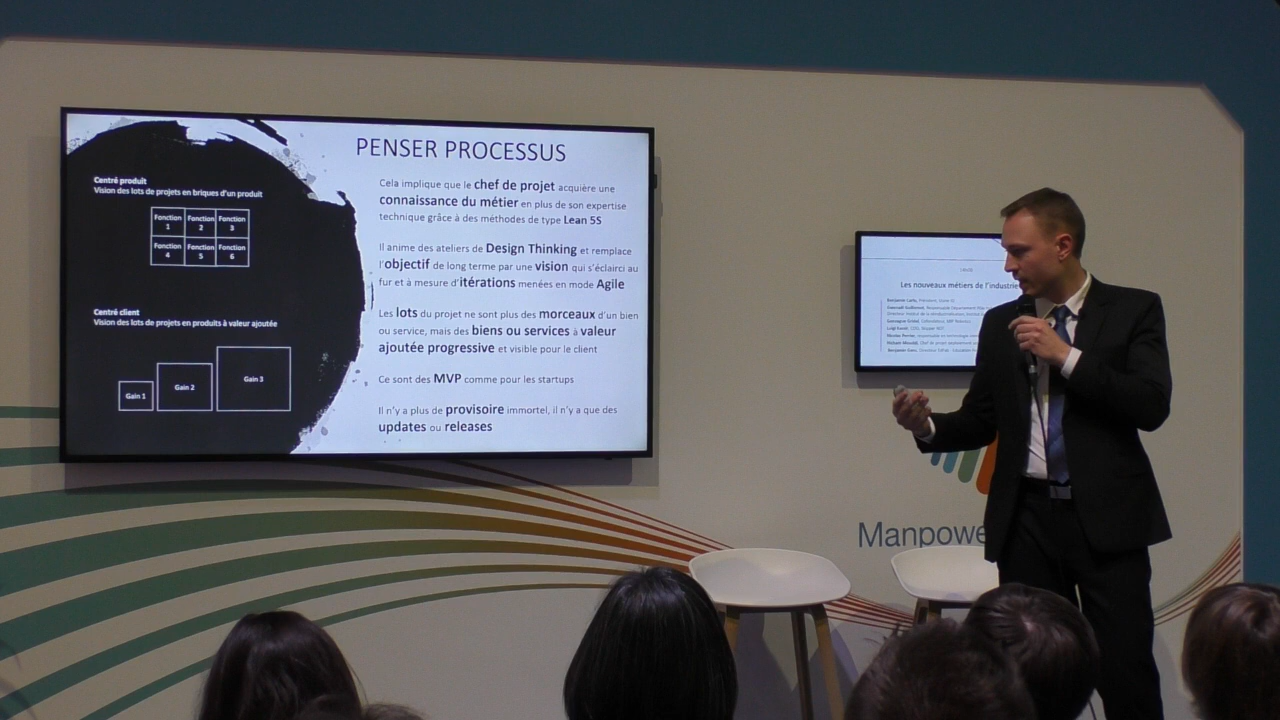 PENSER PROCESSUS
Centré produit
Vision des lots de projets en briques d'un produit
Fonction 1
Fonction 2
Fonction 3
Fonction 4
Fonction 5
Fonction 6
Centré client
Vision des lots de projets en produits à valeur ajoutée
Gain 1
Gain 2
Gain 3
Cela implique que le chef de projet acquière une
connaissance du métier en plus de son expertise
technique grâce à des méthodes de type Lean 5S
Il anime des ateliers de Design Thinking et remplace
l'objectif de long terme par une vision qui s'éclairci au
fur et à mesure d'itérations menées en mode Agile
Les lots du projet ne sont plus des morceaux d'un bien
ou service, mais des biens ou services à valeur
ajoutée progressive et visible pour le client
Ce sont des MVP comme pour les startups
Il n'y a plus de provisoire immortel, il n'y a que des
updates ou releases
Les nouveaux métiers de l'industrie
Manpowe